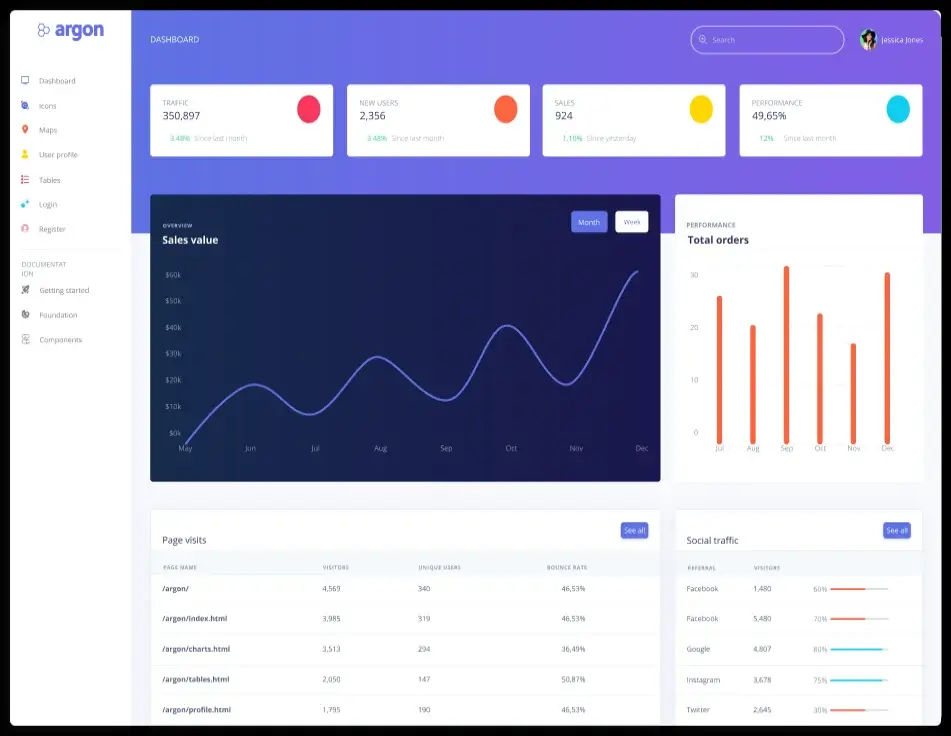 argon
DASHBOARD
Search
Jessica Jones
Dashboard
Icons
Maps
User profile
Tables
Login
Register
DOCUMENTAT
ION
Getting started
Foundation
Components
TRAFFIC
350,897
3.48% Since last month
NEW USERS
2,356
3.48% Since last month
SALES
924
1.10% Since yesterday
PERFORMANCE
49,65%
12% Since last month
OVERVIEW
Sales value
Month
Week
$60k
$50k
$40k
$30k
$20k
$10k
$0k
May Jun Jul Aug Sep Oct Nov Dec
PERFORMANCE
Total orders
30
20
10
0
Jul Aug Sep Oct Nov Dec
Page visits
See all
PAGE NAME VISITORS UNIQUE USERS BOUNCE RATE
/argon/ 4,569 340 46,53%
/argon/index.html 3,985 319 46,53%
/argon/charts.html 3,513 294 36,49%
/argon/tables.html 2,050 147 50,87%
/argon/profile.html 1,795 190 46,53%
Social traffic
See all
REFERRAL VISITORS
Facebook 1,480 60%
Facebook 5,480 70%
Google 4,807 80%
Instagram 3,678 75%
Twitter 2,645 30%